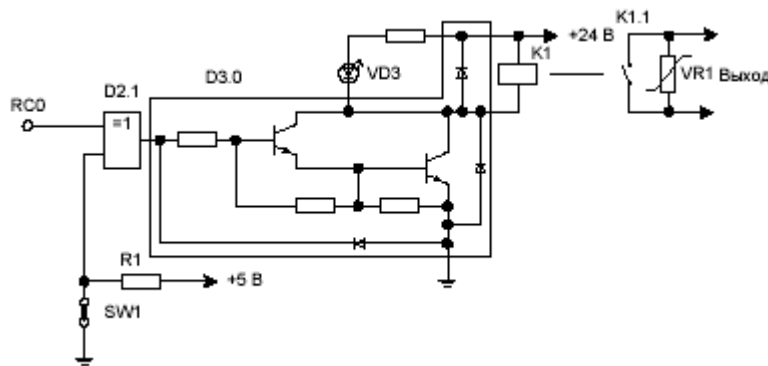 K1.1
+24 В
K1
D3.0
VD3
VR1 Выход
D2.1
RC0
=1
R1
+5 В
SW1